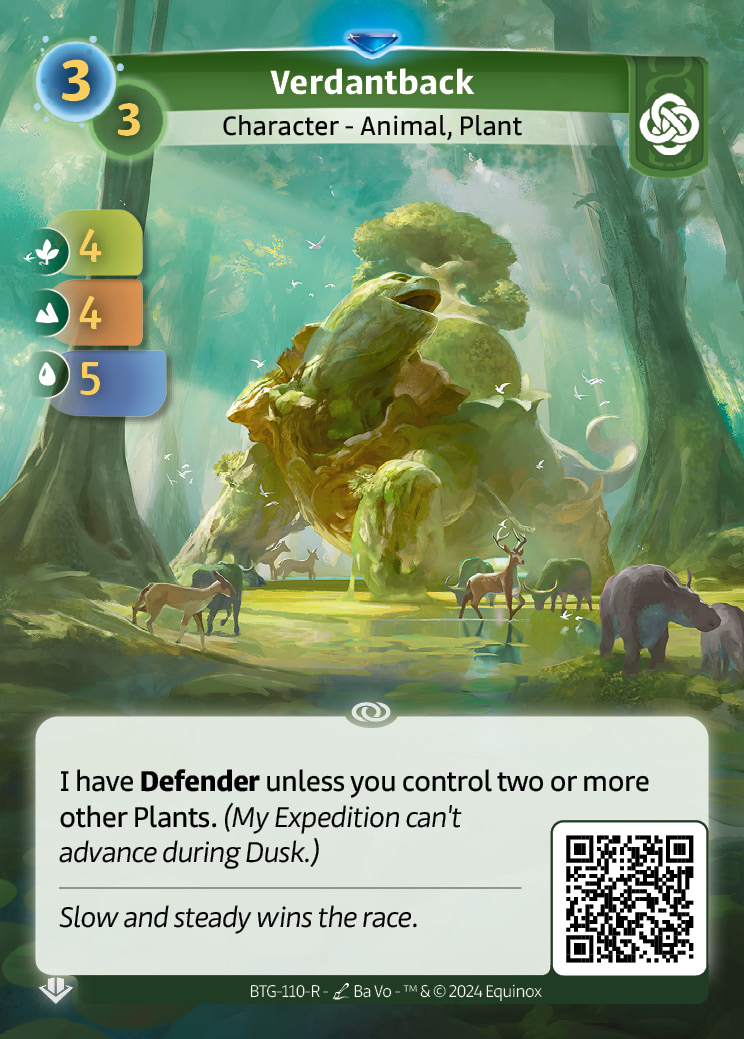 3
Verdantback
3
Character - Animal, Plant
4
4
5
I have Defender unless you control two or more
other Plants. (My Expedition can't
advance during Dusk.)
Slow and steady wins the race.
BTG-110-R - Ba Vo - ™ & © 2024 Equinox